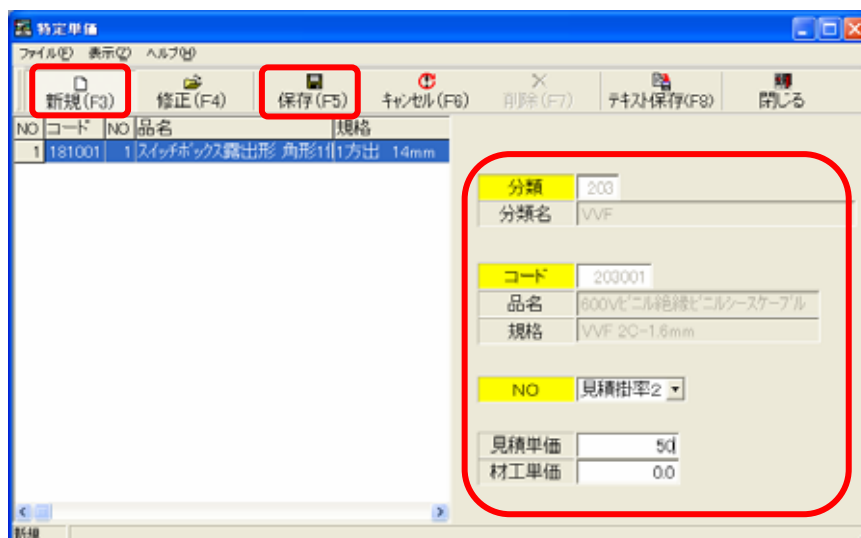 特定単価
ファイル(F) 表示(Z) ヘルプ(H)
新規(F3) 修正(F4) 保存(F5) キャンセル(F6) 削除(F7) テキスト保存(F8) 閉じる
NO コード NO 品名 規格
1 181001 1 スイッチボックス露出形 角形1 1方出 14mm
分類 203
分類名 VVF
コード 203001
品名 600Vビニル絶縁ビニルシースケーブル
規格 VVF 2C-1.6mm
NO 見積掛率2
見積単価 50
材工単価 0.0
新規